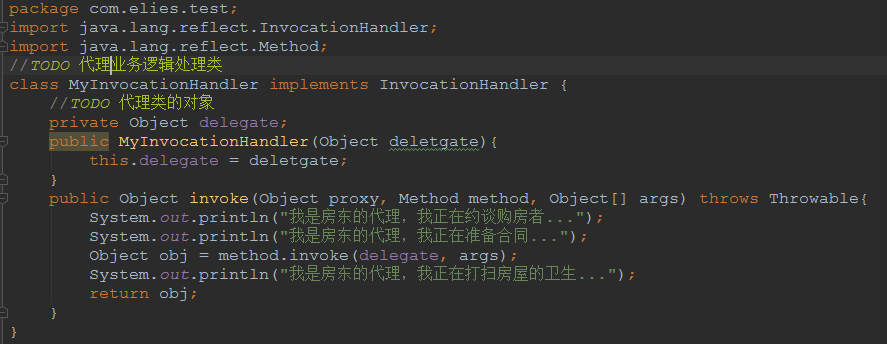 package com.elies.test;
import java.lang.reflect.InvocationHandler;
import java.lang.reflect.Method;
//TODO 代理业务逻辑处理类
class MyInvocationHandler implements InvocationHandler {
    //TODO 代理类的对象
    private Object delegate;
    public MyInvocationHandler(Object deletgate){
        this.delegate = deletgate;
    }
    public Object invoke(Object proxy, Method method, Object[] args) throws Throwable{
        System.out.println("我是房东的代理，我正在约谈购房者...");
        System.out.println("我是房东的代理，我正在准备合同...");
        Object obj = method.invoke(delegate, args);
        System.out.println("我是房东的代理，我正在打扫房屋的卫生...");
        return obj;
    }
}